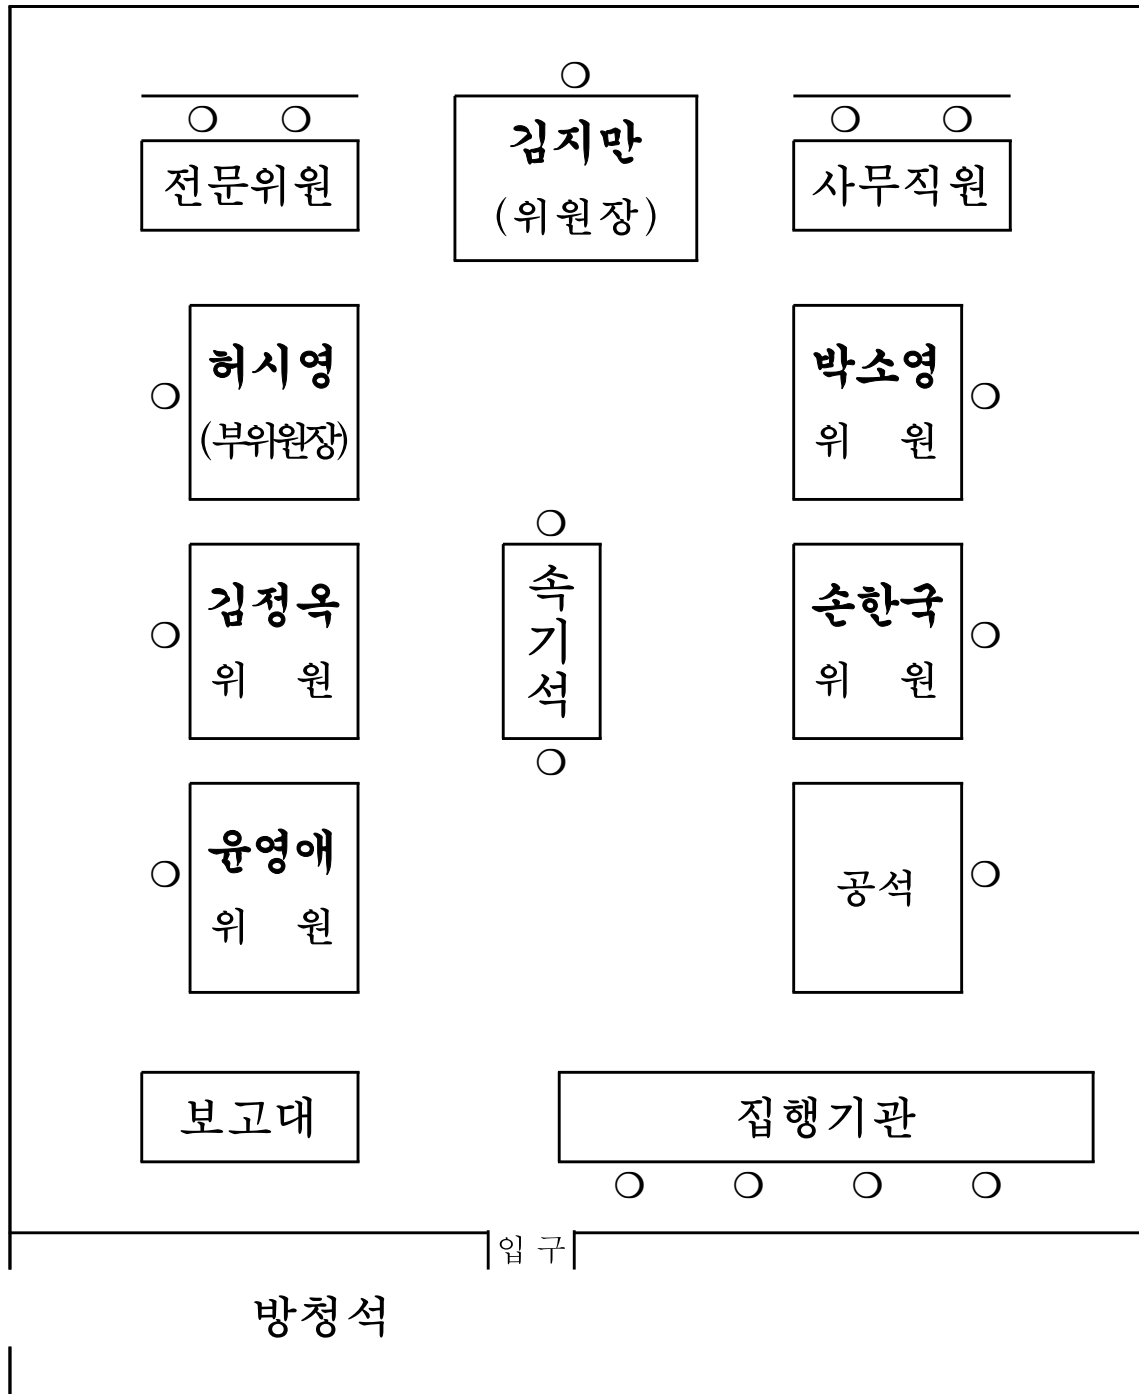 전문위원
김지만
(위원장)
사무직원
허시영
(부위원장)
박소영
위 원
김정옥
위 원
속
기
석
손한국
위 원
윤영애
위 원
공석
보고대
집행기관
입 구
방청석